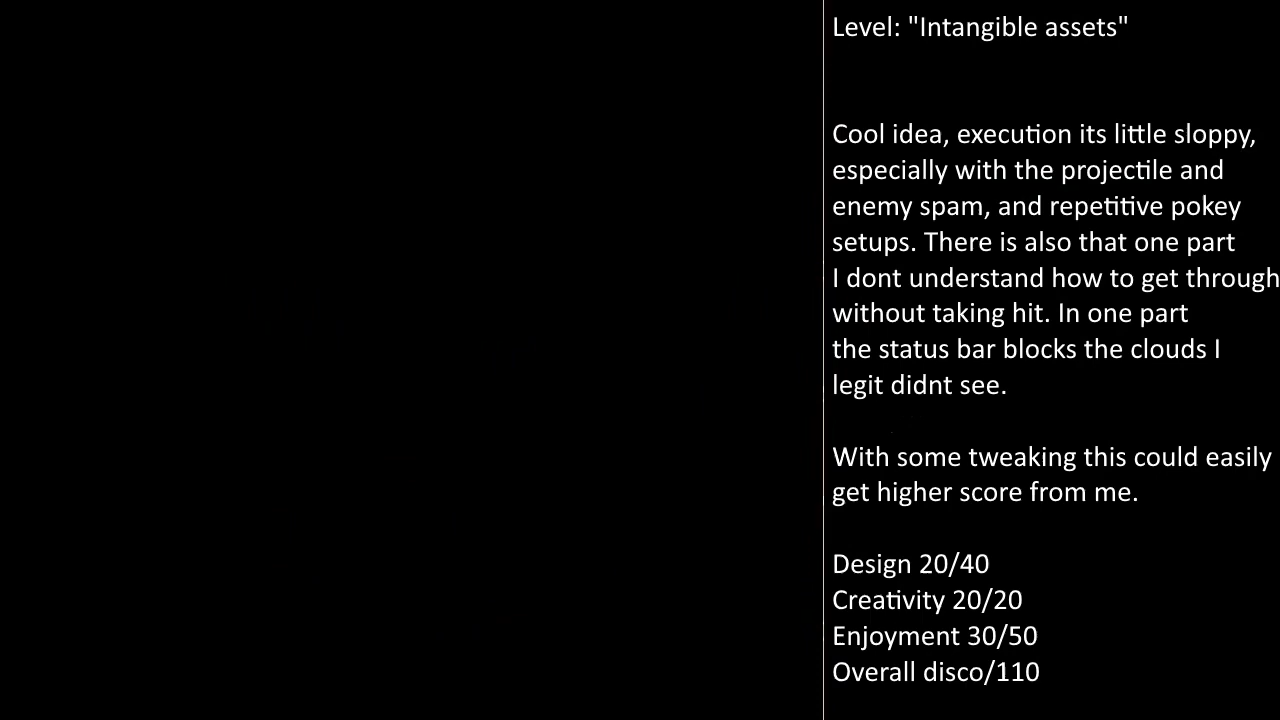 Level: "Intangible assets"
Cool idea, execution its little sloppy,
especially with the projectile and
enemy spam, and repetitive pokey
setups. There is also that one part
I dont understand how to get through
without taking hit. In one part
the status bar blocks the clouds I
legit didnt see.
With some tweaking this could easily
get higher score from me.
Design 20/40
Creativity 20/20
Enjoyment 30/50
Overall disco/110